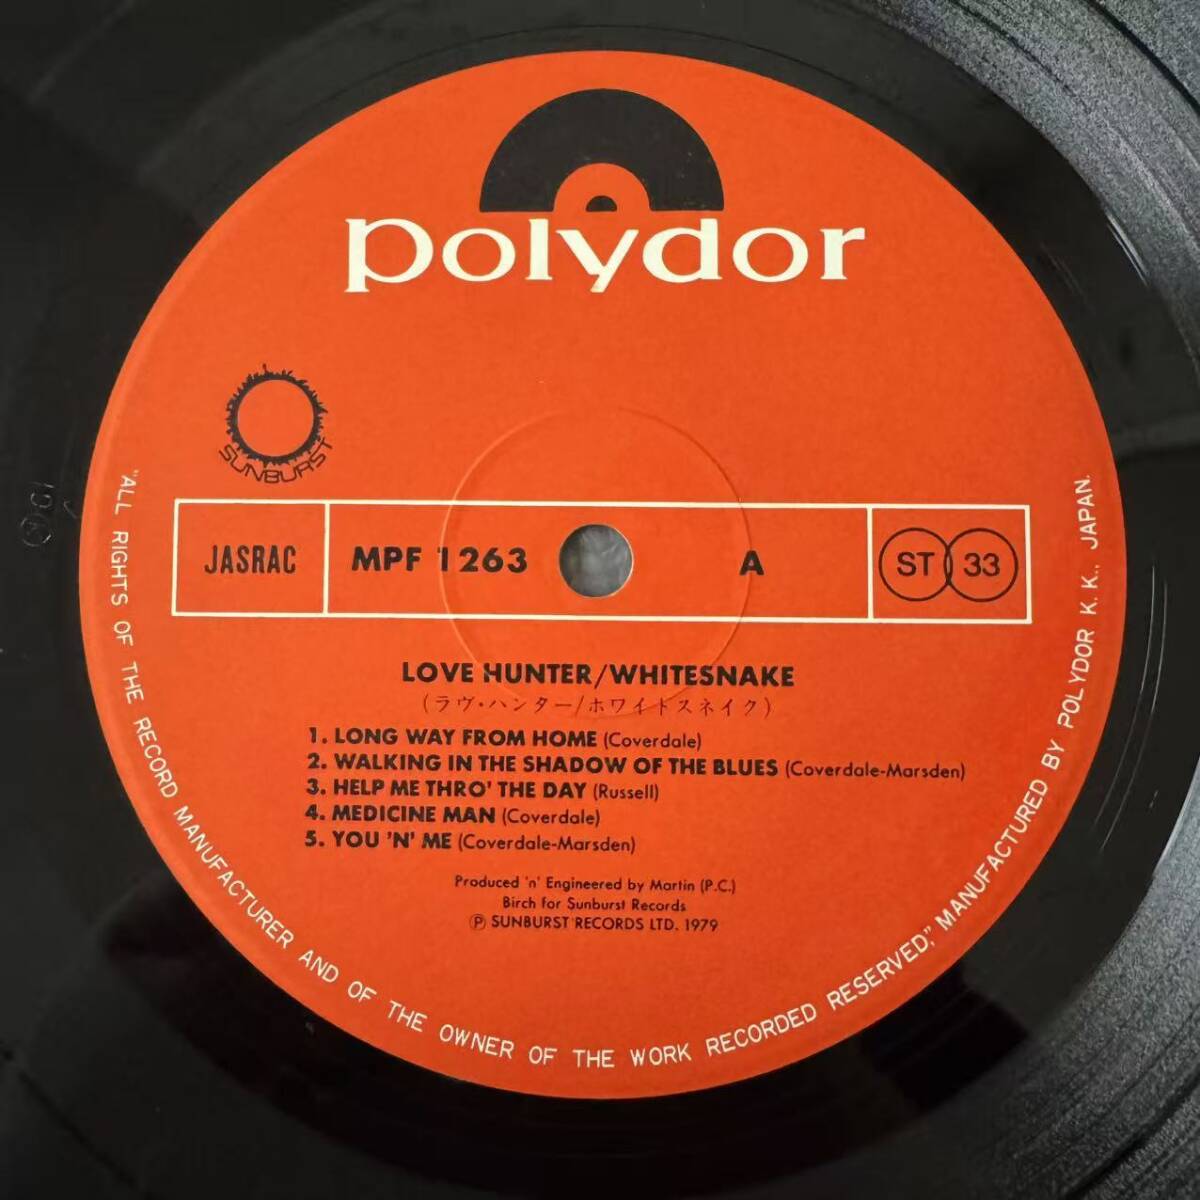 Polydor
SUNBURST
JASRAC
MPF 1263
A
ST 33
LOVE HUNTER/WHITESNAKE
(ラヴ・ハンター/ホワイトスネイク)
1. LONG WAY FROM HOME (Coverdale)
2. WALKING IN THE SHADOW OF THE BLUES (Coverdale-Marsden)
3. HELP ME THRO' THE DAY (Russell)
4. MEDICINE MAN (Coverdale)
5. YOU 'N' ME (Coverdale-Marsden)
Produced 'n' Engineered by Martin (P.C.)
Birch for Sunburst Records
Ⓟ SUNBURST RECORDS LTD. 1979
"ALL RIGHTS OF THE RECORD MANUFACTURER AND OF THE OWNER OF THE WORK RECORDED RESERVED," MANUFACTURED BY POLYDOR K. K., JAPAN.